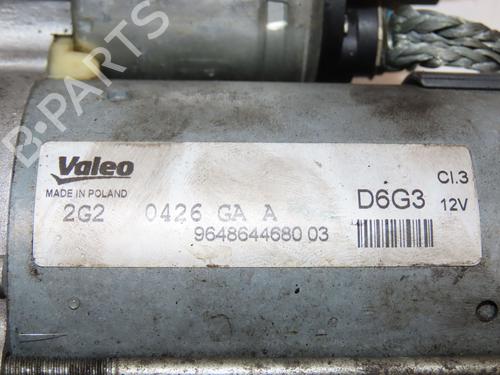 B-PARTS
Valeo
MADE IN POLAND
2G2 0426 GA A
9648644680 03
D6G3
Cl.3
12V